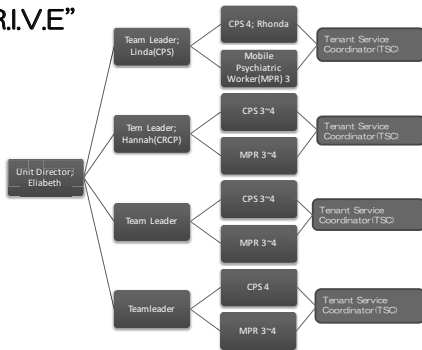 R.I.V.E”
Unit Director;
Eliabeth
Team Leader;
Linda(CPS)
CPS 4; Rhonda
Mobile
Psychiatric
Worker(MPR) 3
Tenant Service
Coordinator(TSC)
Tem Leader;
Hannah(CRCP)
CPS 3~4
MPR 3~4
Tenant Service
Coordinator(TSC)
Team Leader
CPS 3~4
MPR 3~4
Tenant Service
Coordinator(TSC)
Teamleader
CPS 4
MPR 3~4
Tenant Service
Coordinator(TSC)